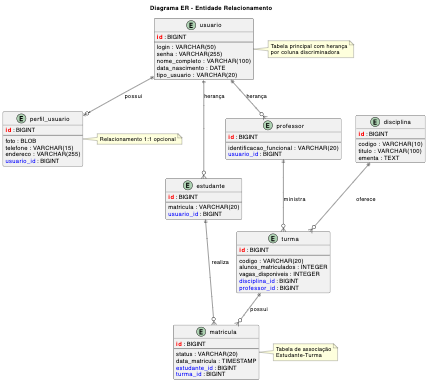 Diagrama ER - Entidade Relacionamento
E usuario
id : BIGINT
login : VARCHAR(50)
senha : VARCHAR(255)
nome_completo : VARCHAR(100)
data_nascimento : DATE
tipo_usuario : VARCHAR(20)
Tabela principal com herança
por coluna discriminadora
possui
herança
herança
E perfil_usuario
id : BIGINT
foto : BLOB
telefone : VARCHAR(15)
endereco : VARCHAR(255)
usuario_id : BIGINT
Relacionamento 1:1 opcional
E professor
id : BIGINT
identificacao_funcional : VARCHAR(20)
usuario_id : BIGINT
E disciplina
id : BIGINT
codigo : VARCHAR(10)
titulo : VARCHAR(100)
ementa : TEXT
E estudante
id : BIGINT
matricula : VARCHAR(20)
usuario_id : BIGINT
ministra
oferece
E turma
id : BIGINT
codigo : VARCHAR(20)
alunos_matriculados : INTEGER
vagas_disponiveis : INTEGER
disciplina_id : BIGINT
professor_id : BIGINT
realiza
possui
E matricula
id : BIGINT
status : VARCHAR(20)
data_matricula : TIMESTAMP
estudante_id : BIGINT
turma_id : BIGINT
Tabela de associação
Estudante-Turma